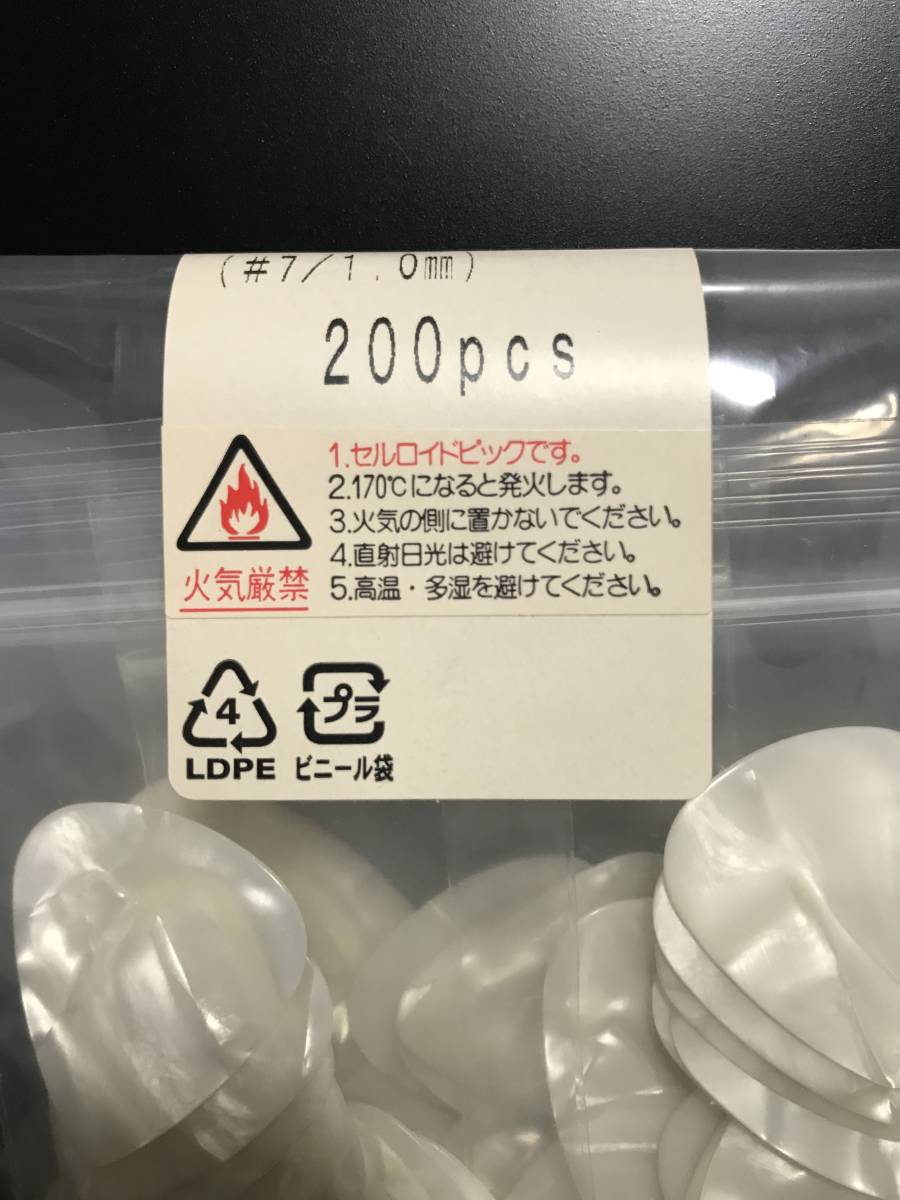 (#7/1.0mm)
200pcs
1.セルロイドピックです。
2.170℃になると発火します。
3.火気の側に置かないでください。
4.直射日光は避けてください。
5.高温・多湿を避けてください。
火気厳禁
4
プラ
LDPE
ビニール袋